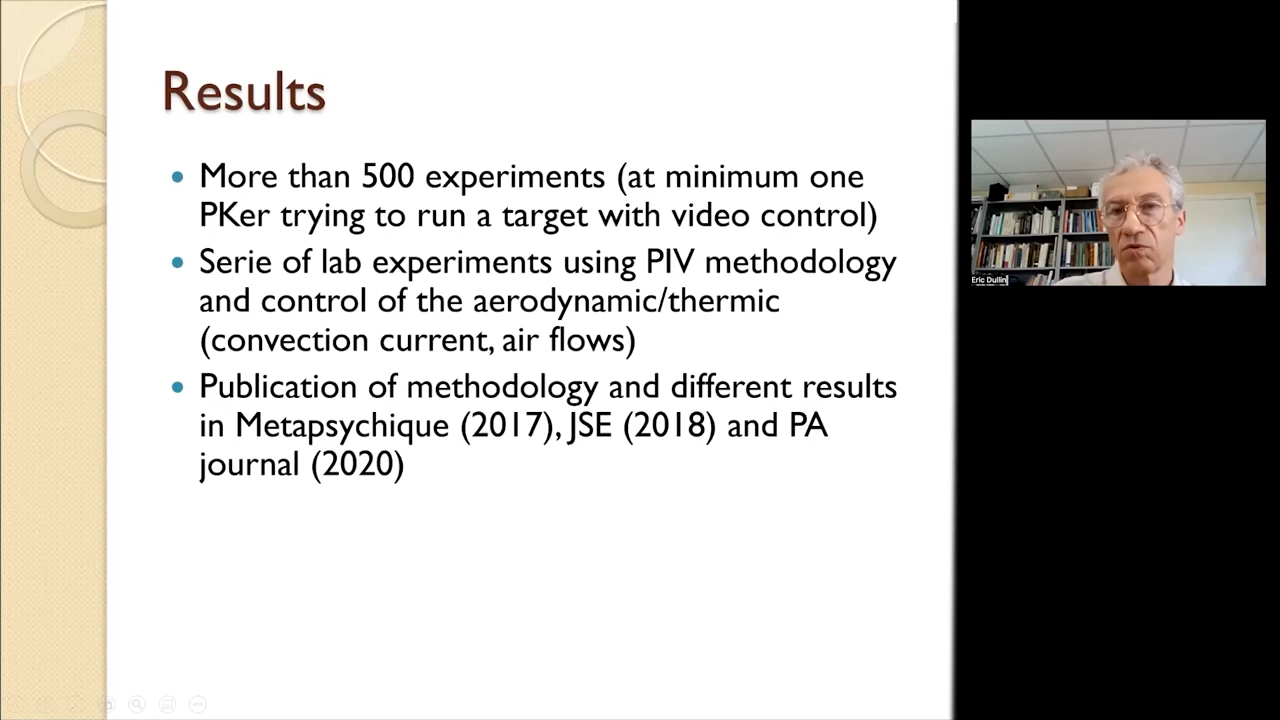 Results
More than 500 experiments (at minimum one
PKer trying to run a target with video control)
Serie of lab experiments using PIV methodology
and control of the aerodynamic/thermic
(convection current, air flows)
Publication of methodology and different results
in Metapsychique (2017), JSE (2018) and PA
journal (2020)
Eric Dullin